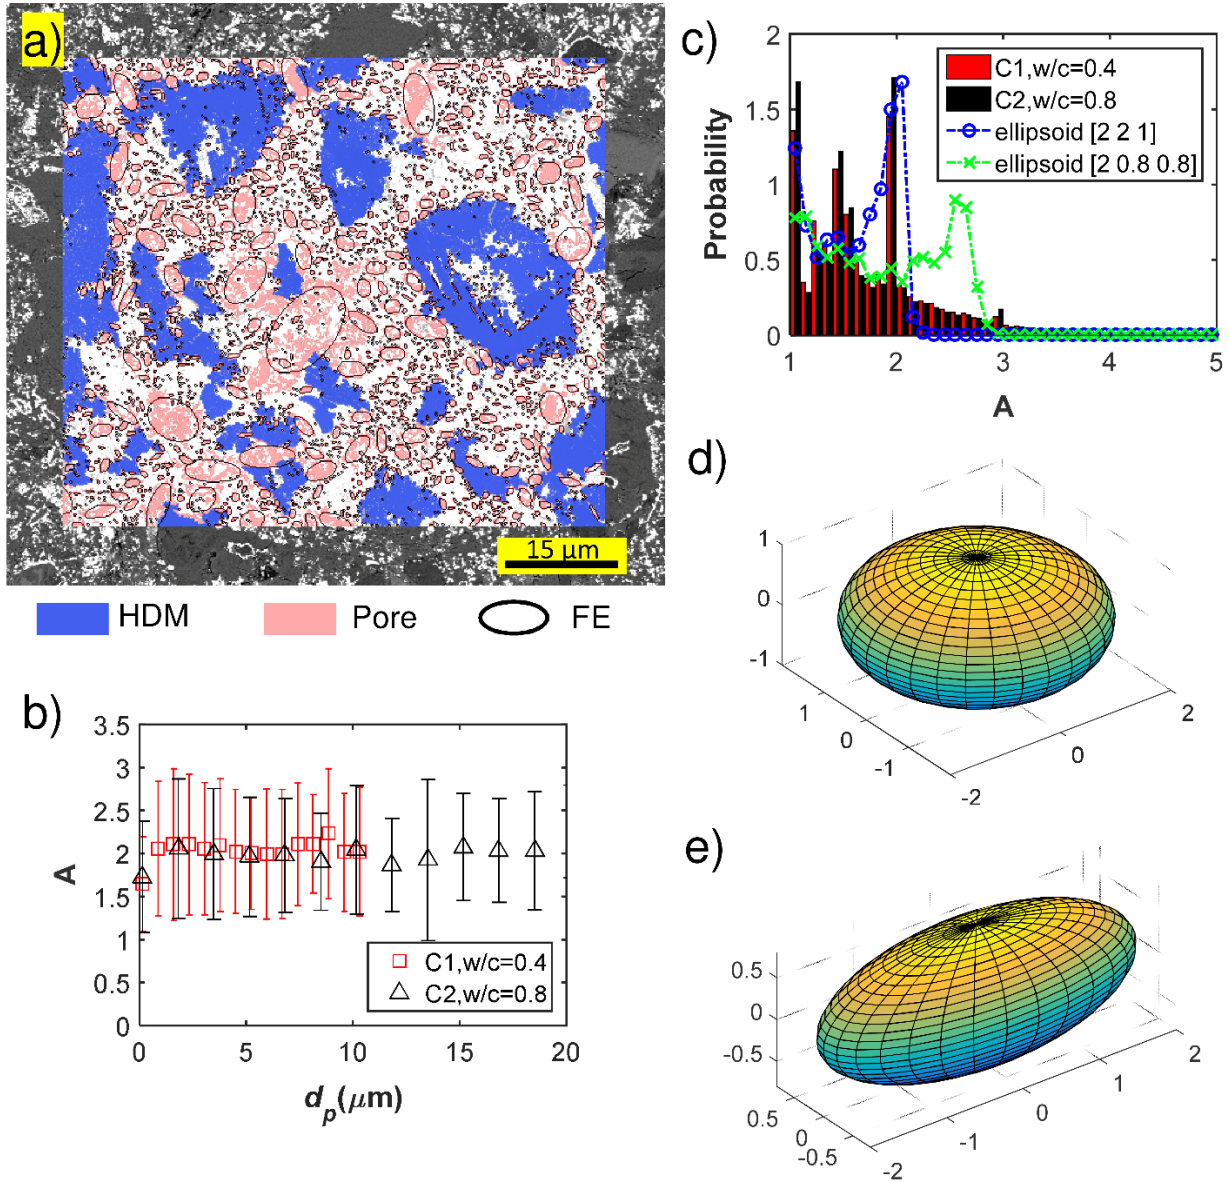 a)
15 μm
HDM
Pore
FE
b)
3.5
3
2.5
2
1.5
1
0.5
0
A
0
5
10
15
20
d_p(μm)
C1,w/c=0.4
C2,w/c=0.8
c)
2
1.5
1
0.5
0
Probability
1
2
3
4
5
A
C1,w/c=0.4
C2,w/c=0.8
ellipsoid [2 2 1]
ellipsoid [2 0.8 0.8]
d)
1
0
-1
1
0
-1
-2
0
2
e)
0.5
0
-0.5
0.5
0
-0.5
-2
-1
0
1
2